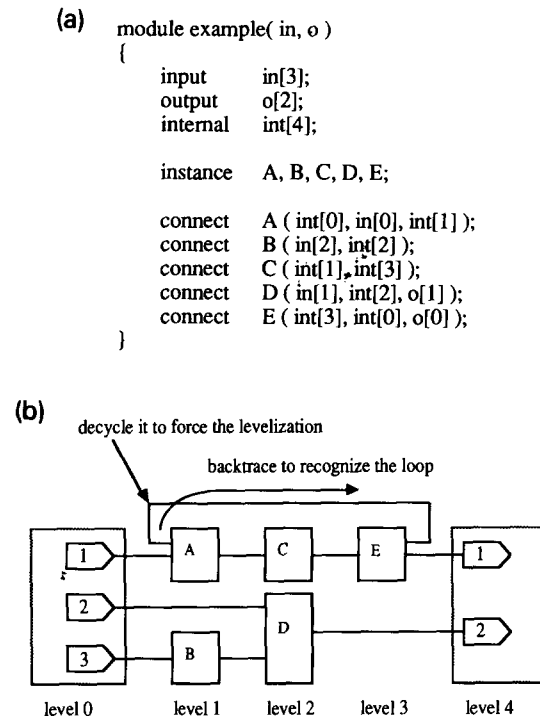 (a)
module example( in, o )
{
input in[3];
output o[2];
internal int[4];
instance A, B, C, D, E;
connect A ( int[0], in[0], int[1] );
connect B ( in[2], int[2] );
connect C ( int[1], int[3] );
connect D ( in[1], int[2], o[1] );
connect E ( int[3], int[0], o[0] );
}
(b)
decycle it to force the levelization
backtrace to recognize the loop
1 A C E 1
2 D 2
3 B
level 0 level 1 level 2 level 3 level 4